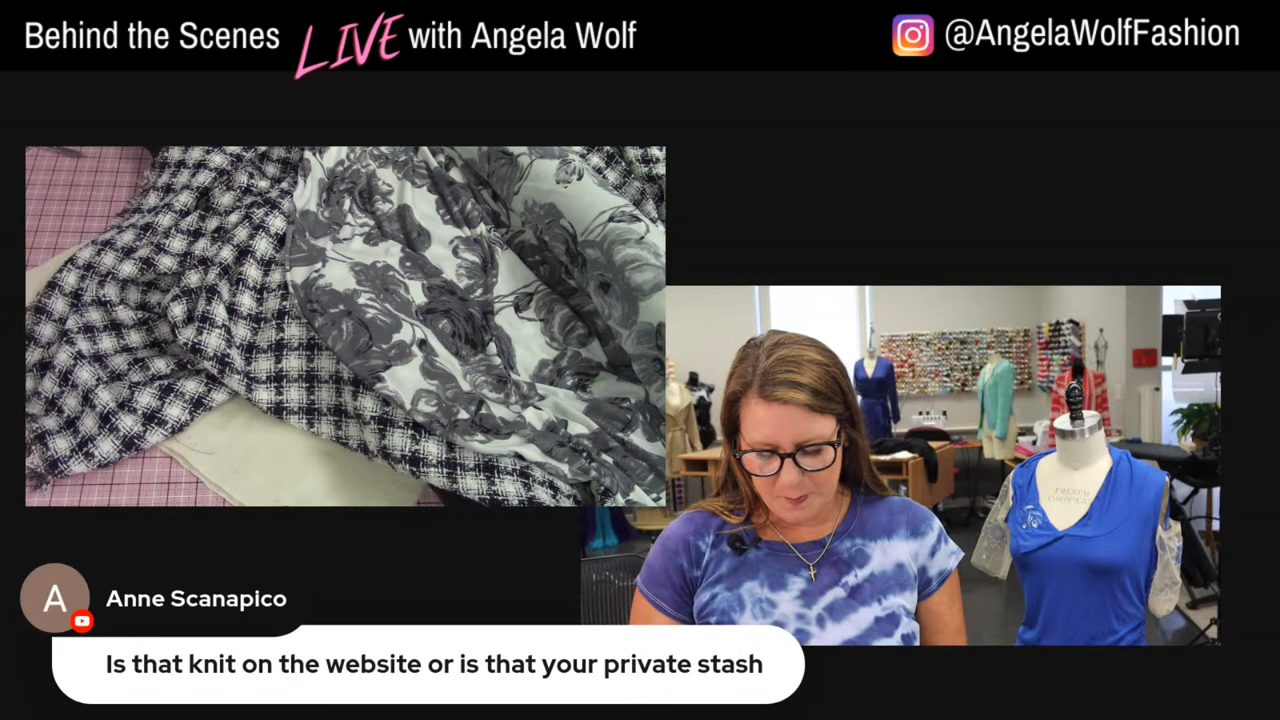 Behind the Scenes LIVE with Angela Wolf
@AngelaWolfFashion
A
Anne Scanapico
Is that knit on the website or is that your private stash